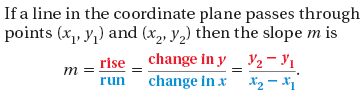 If a line in the coordinate plane passes through
points (x₁, y₁) and (x₂, y₂) then the slope m is
m = rise/run = change in y/change in x = y₂ − y₁/x₂ − x₁.